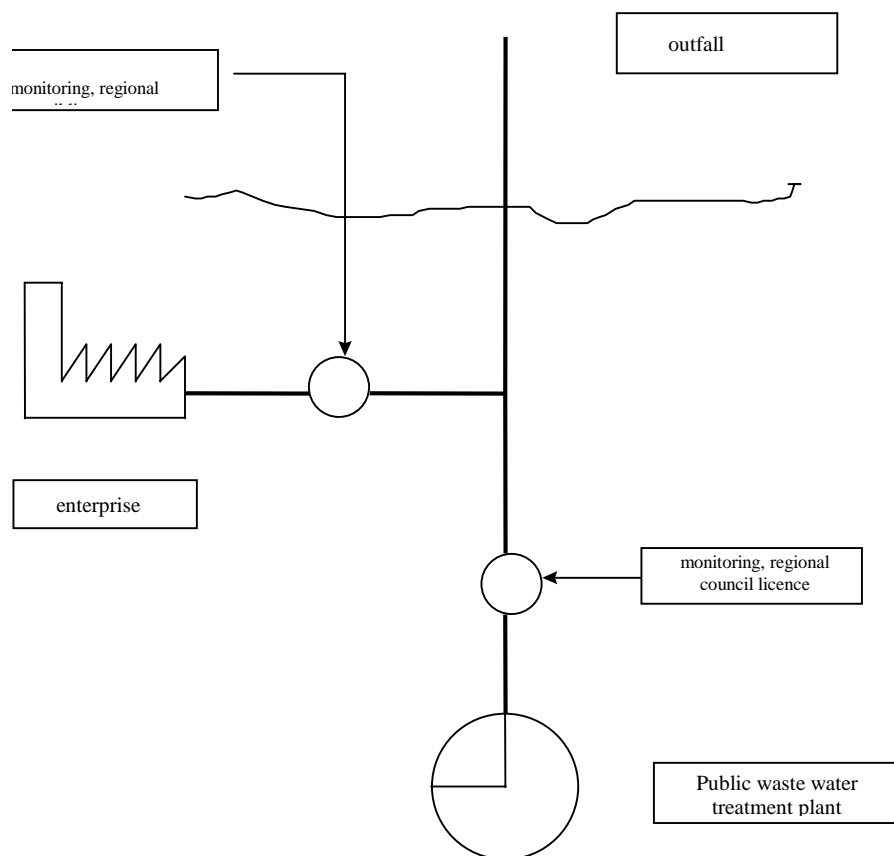 outfall
monitoring, regional
enterprise
monitoring, regional
council licence
Public waste water
treatment plant